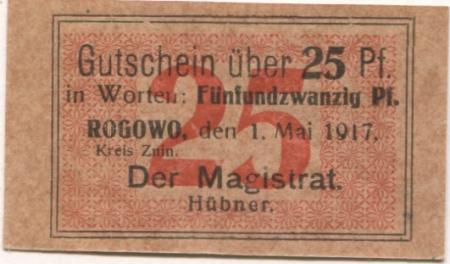 Gutschein über 25 Pf.
in Worten: Fünfundzwanzig Pf.
25
ROGOWO, den 1. Mai 1917.
Kreis Znin.
Der Magistrat.
Hübner.